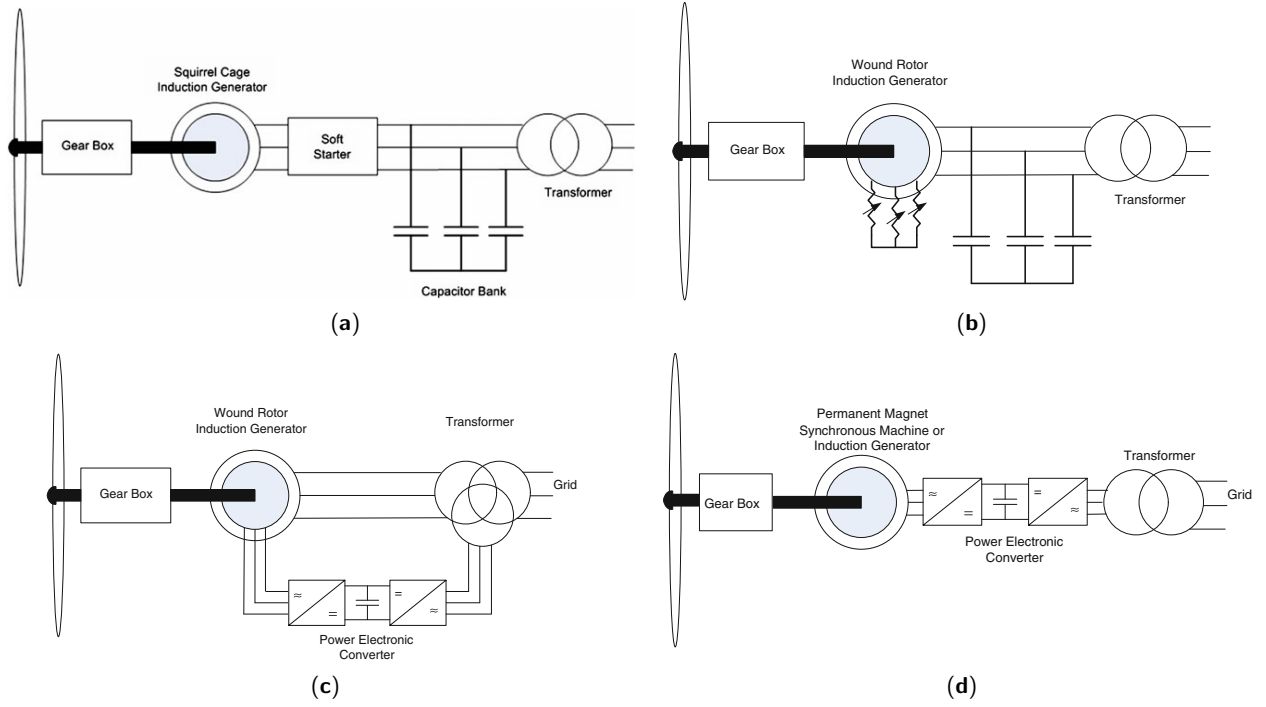 Squirrel Cage
Induction Generator
Gear Box
Soft
Starter
Transformer
Capacitor Bank
(a)
Wound Rotor
Induction Generator
Gear Box
Transformer
(b)
Wound Rotor
Induction Generator
Transformer
Gear Box
Grid
≈
=
=
≈
Power Electronic
Converter
(c)
Permanent Magnet
Synchronous Machine or
Induction Generator
Transformer
Gear Box
≈
=
=
≈
Grid
Power Electronic
Converter
(d)